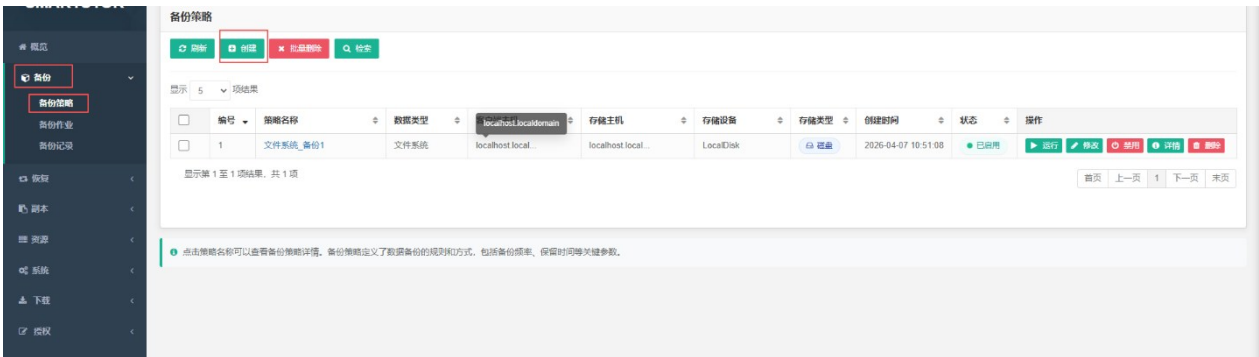 备份策略
概览
刷新 创建 批量删除 检索
备份
显示 5 项结果
备份策略
编号 策略名称 数据类型 localhost.localdomain 存储主机 存储设备 存储类型 创建时间 状态 操作
备份作业
1 文件系统_备份1 文件系统 localhost.local... localhost.local... LocalDisk 磁盘 2026-04-07 10:51:08 已启用 运行 修改 禁用 详情 删除
备份记录
显示第 1 至 1 项结果，共 1 项
首页 上一页 1 下一页 末页
恢复
副本
资源
点击策略名称可以查看备份策略详情。备份策略定义了数据备份的规则和方式，包括备份频率、保留时间等关键参数。
系统
下载
授权